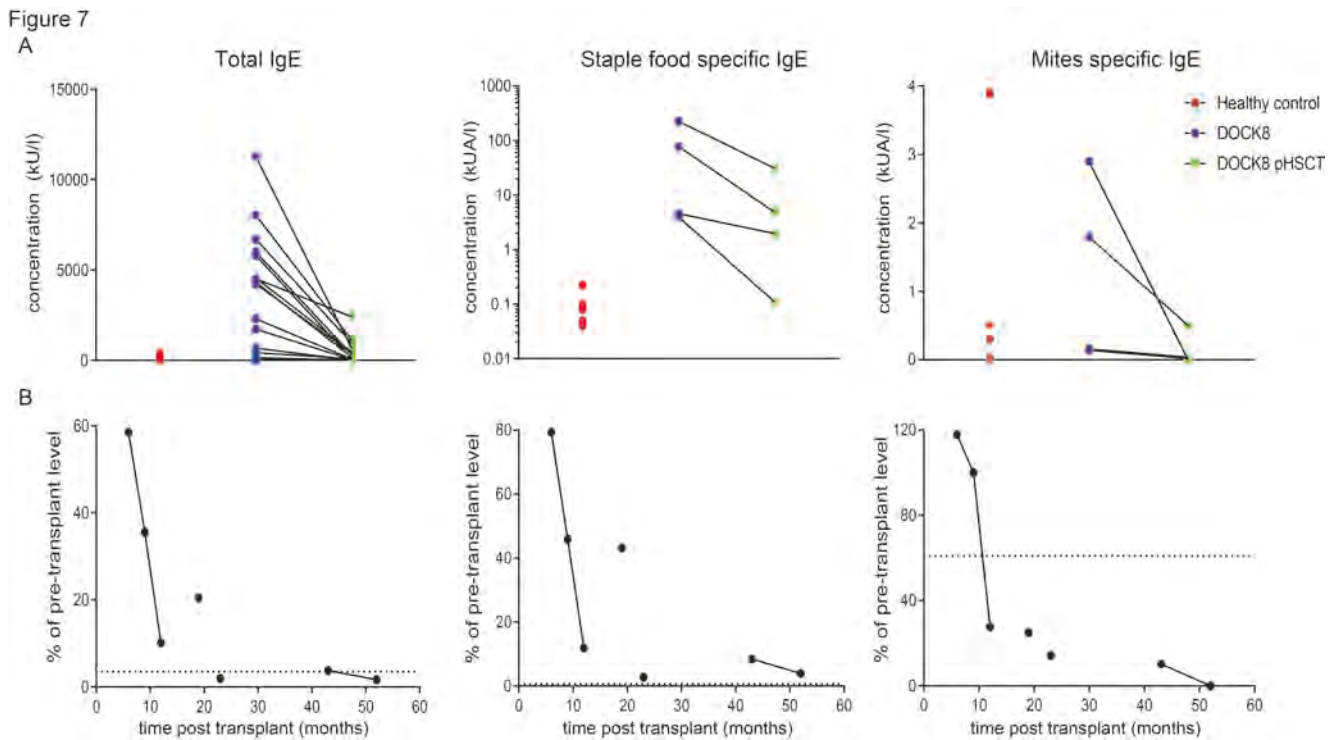 Figure 7
A
Total IgE
Staple food specific IgE
Mites specific IgE
concentration (kU/l)
15000
10000
5000
0
concentration (kUA/l)
1000
100
10
1
0.1
0.01
concentration (kUA/l)
4
3
2
1
0
Healthy control
DOCK8
DOCK8 pHSCT
B
% of pre-transplant level
60
40
20
0
0 10 20 30 40 50 60
time post transplant (months)
% of pre-transplant level
80
60
40
20
0
0 10 20 30 40 50 60
time post transplant (months)
% of pre-transplant level
120
80
40
0
0 10 20 30 40 50 60
time post transplant (months)